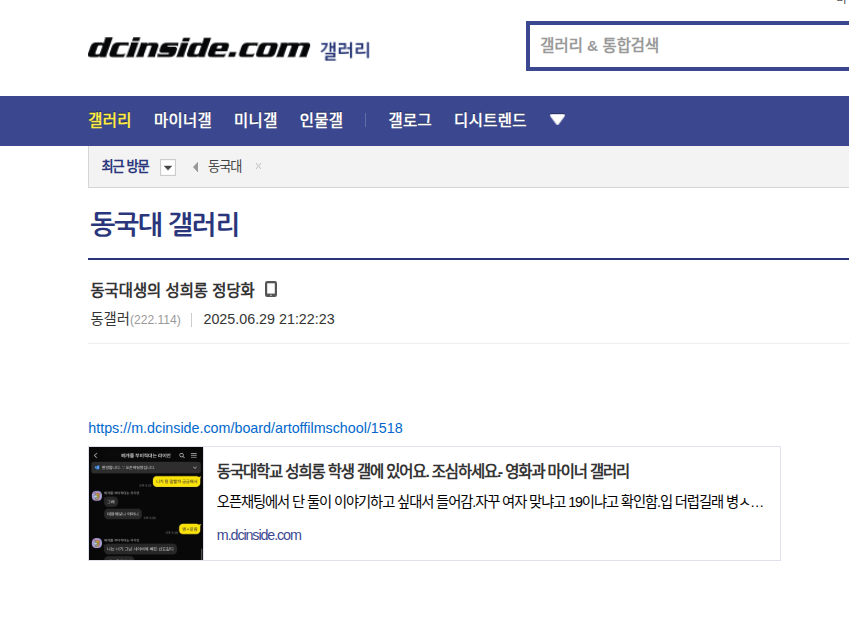 dcinside.com 갤러리
갤러리 & 통합검색
갤러리 마이너갤 미니갤 인물갤 갤로그 디시트렌드
최근 방문 동국대 x
동국대 갤러리
동국대생의 성희롱 정당화
동갤러(222.114) 2025.06.29 21:22:23
https://m.dcinside.com/board/artoffilmschool/1518
동국대학교 성희롱 학생 갤에 있어요. 조심하세요.- 영화과 마이너 갤러리
오픈채팅에서 단 둘이 이야기하고 싶대서 들어감.자꾸 여자 맞냐고 19이냐고 확인함.입 더럽길래 병ㅅ…
m.dcinside.com